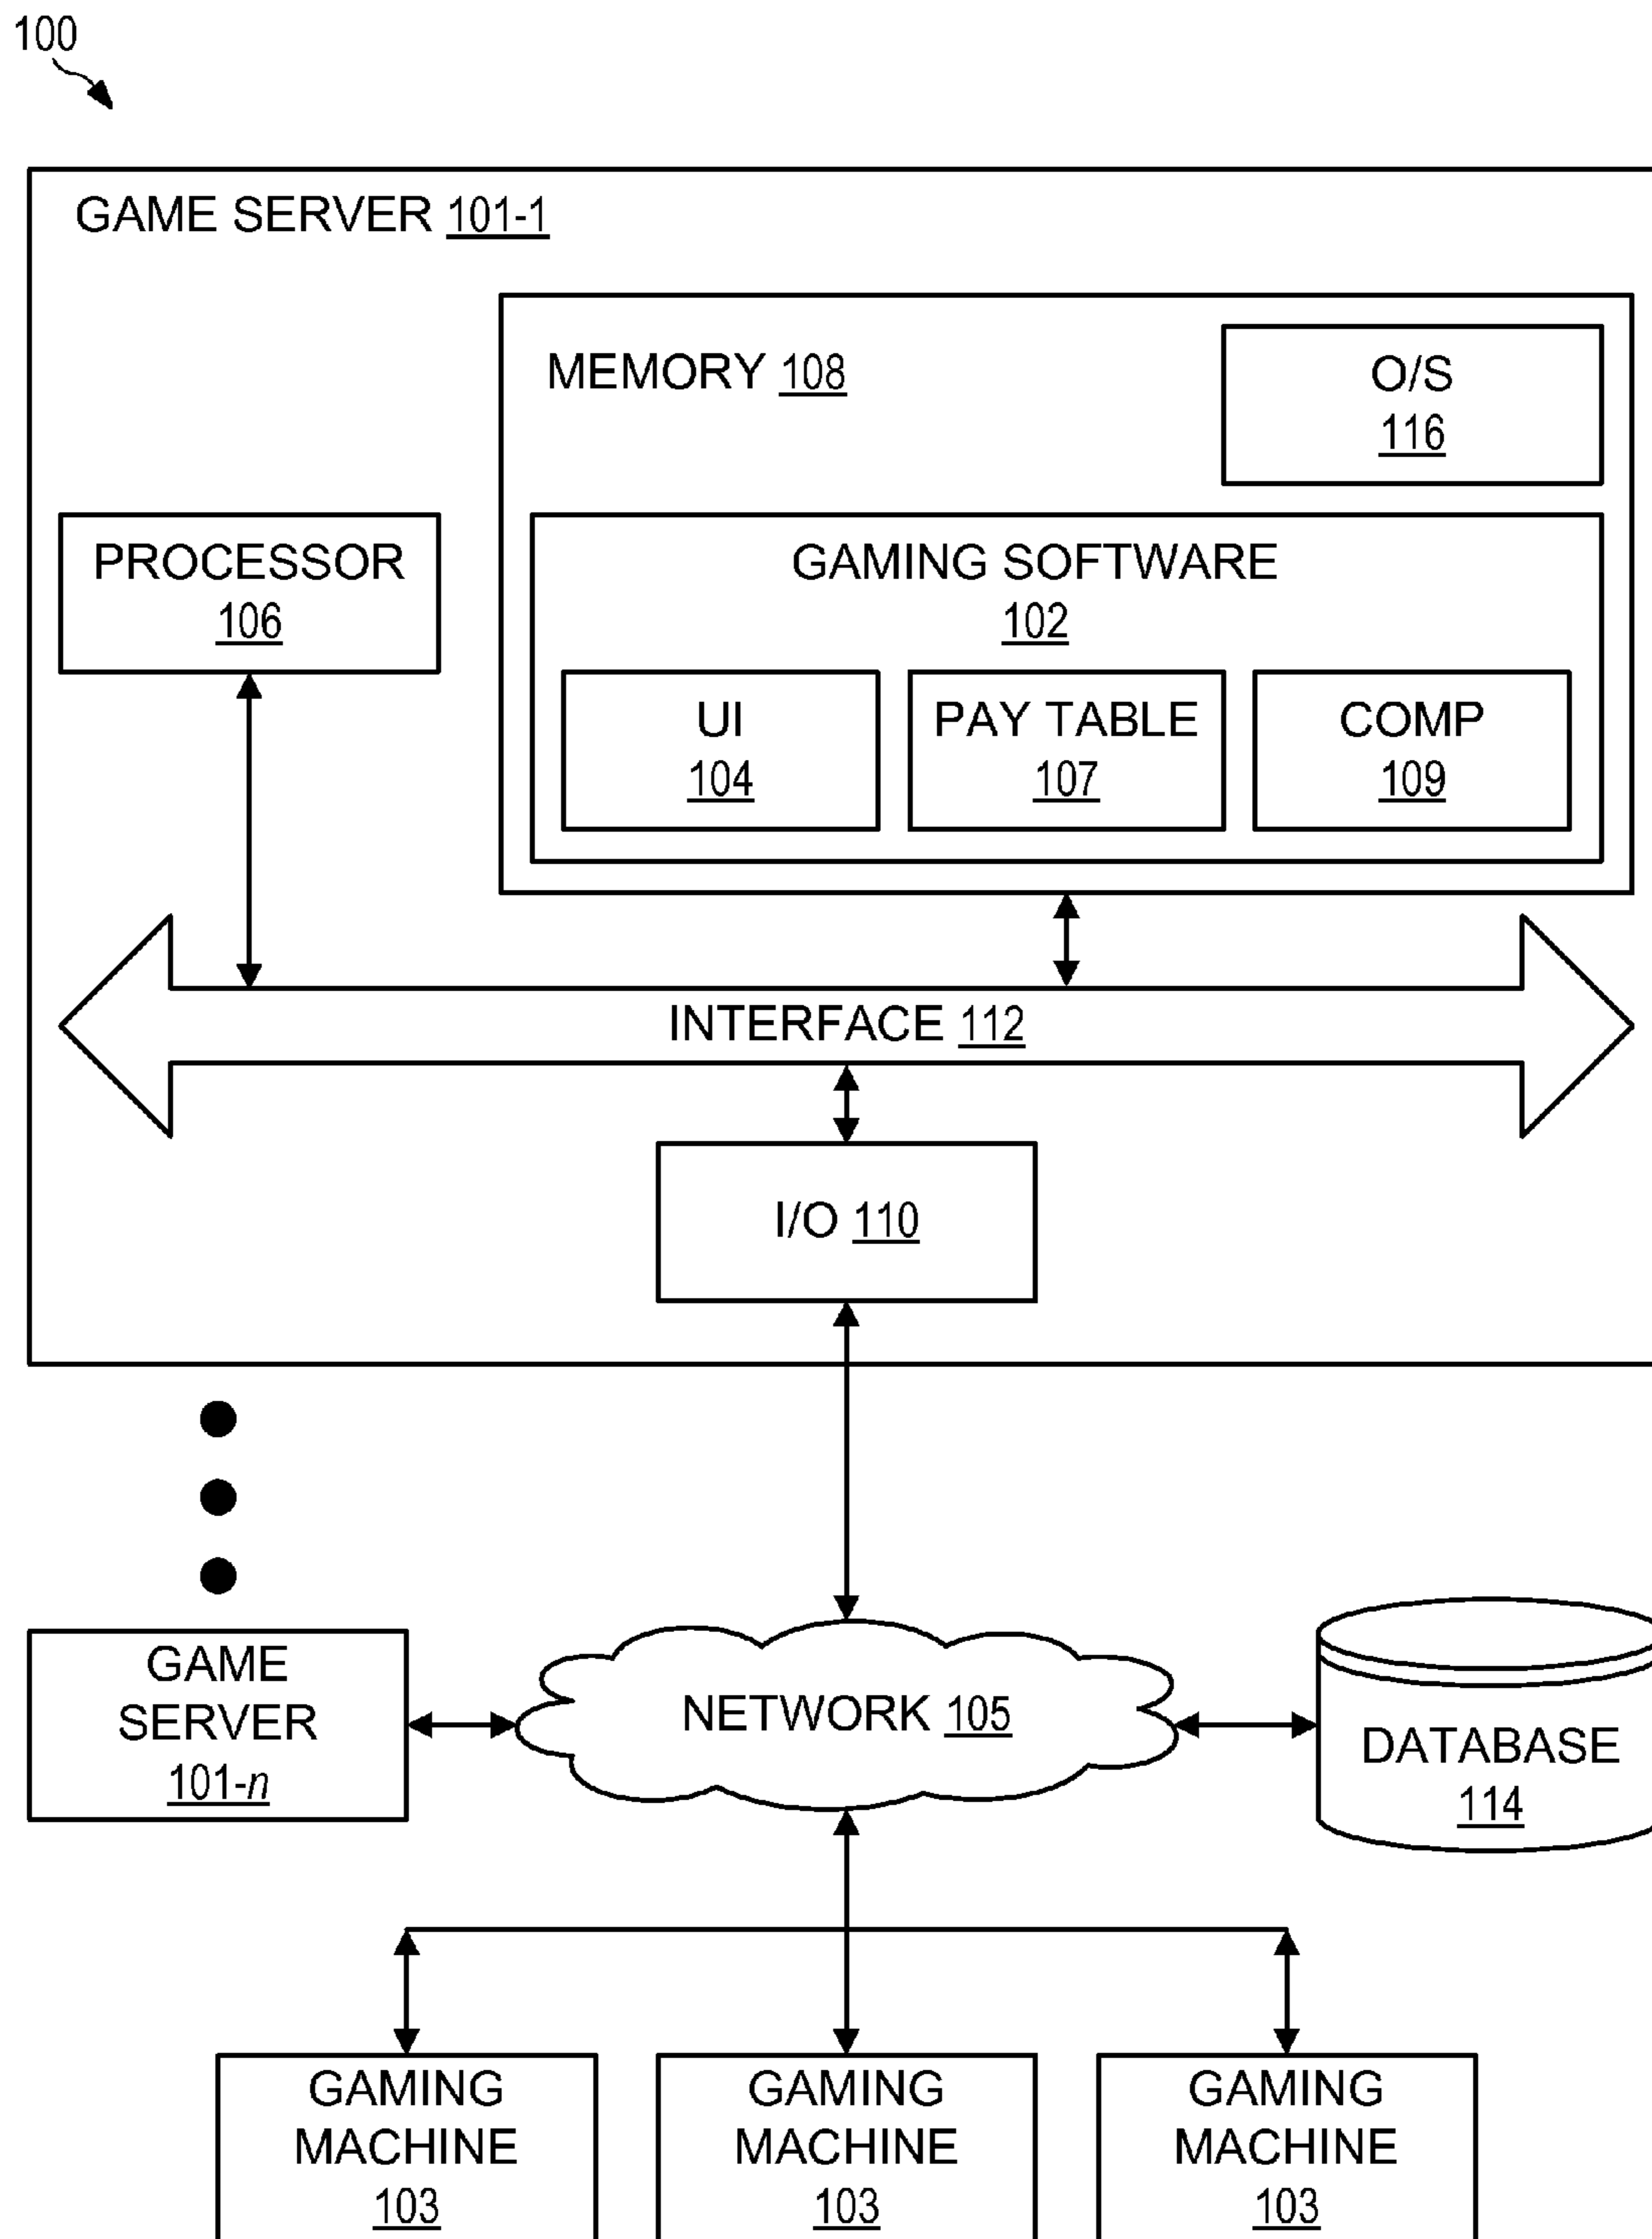 100
GAME SERVER 101-1
MEMORY 108
O/S
116
PROCESSOR
106
GAMING SOFTWARE
102
UI
104
PAY TABLE
107
COMP
109
INTERFACE 112
I/O 110
GAME
SERVER
101-n
NETWORK 105
DATABASE
114
GAMING
MACHINE
103
GAMING
MACHINE
103
GAMING
MACHINE
103